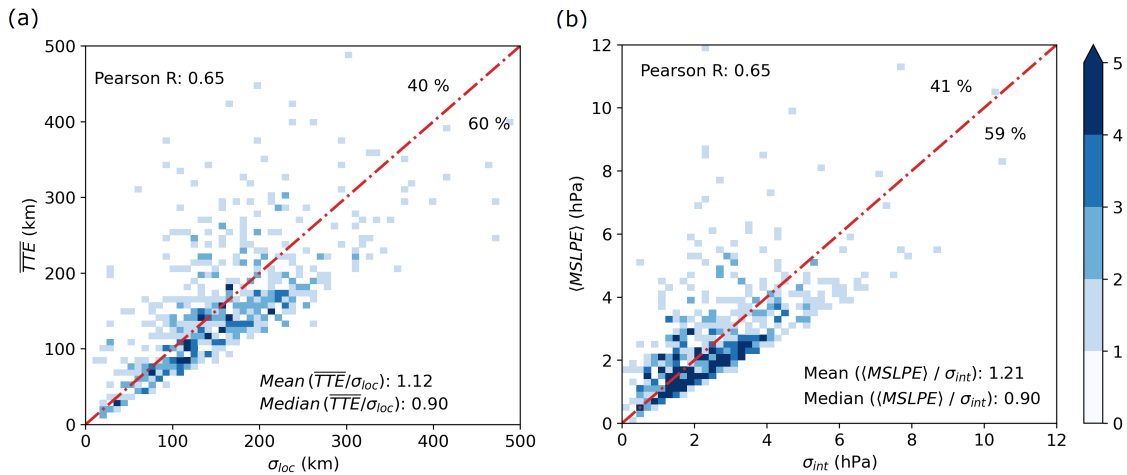 (a)
500
400
300
200
100
0
T̅T̅E̅ (km)
Pearson R: 0.65
40 %
60 %
Mean (T̅T̅E̅/σloc): 1.12
Median (T̅T̅E̅/σloc): 0.90
0 100 200 300 400 500
σloc (km)
(b)
12
10
8
6
4
2
0
⟨MSLPE⟩ (hPa)
Pearson R: 0.65
41 %
59 %
Mean (⟨MSLPE⟩ / σint): 1.21
Median (⟨MSLPE⟩ / σint): 0.90
0 2 4 6 8 10 12
σint (hPa)
5
4
3
2
1
0